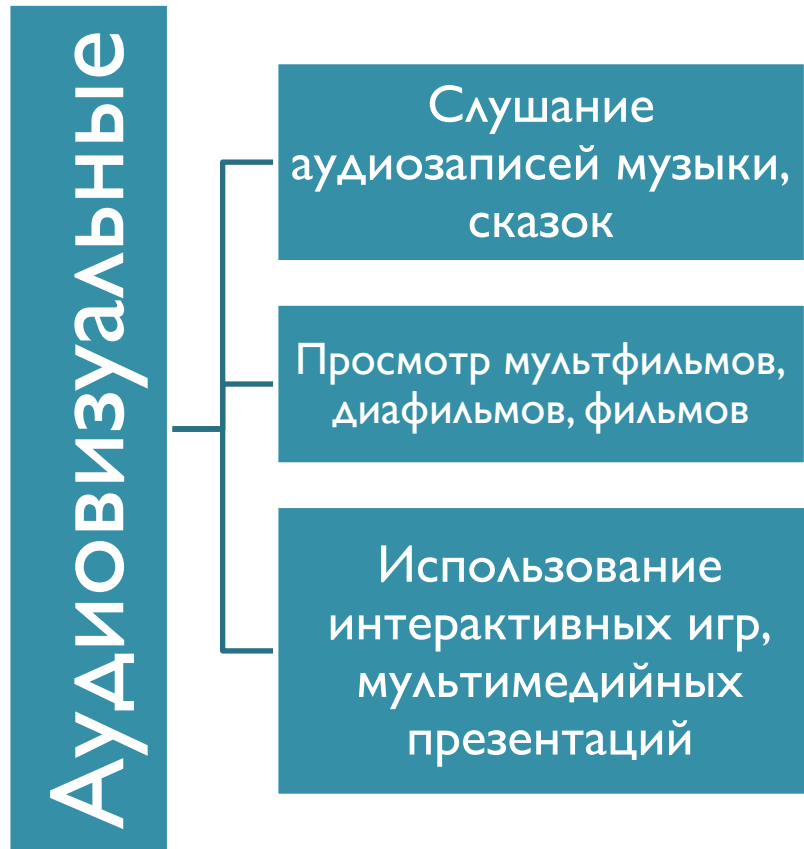 Аудиовизуальные
Слушание
аудиозаписей музыки,
сказок
Просмотр мультфильмов,
диафильмов, фильмов
Использование
интерактивных игр,
мультимедийных
презентаций